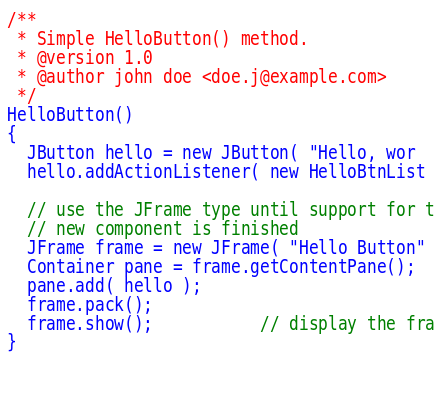 /**
 * Simple HelloButton() method.
 * @version 1.0
 * @author john doe <doe.j@example.com>
 */
HelloButton()
{
  JButton hello = new JButton( "Hello, wor
  hello.addActionListener( new HelloBtnList

  // use the JFrame type until support for t
  // new component is finished
  JFrame frame = new JFrame( "Hello Button"
  Container pane = frame.getContentPane();
  pane.add( hello );
  frame.pack();
  frame.show();           // display the fra
}